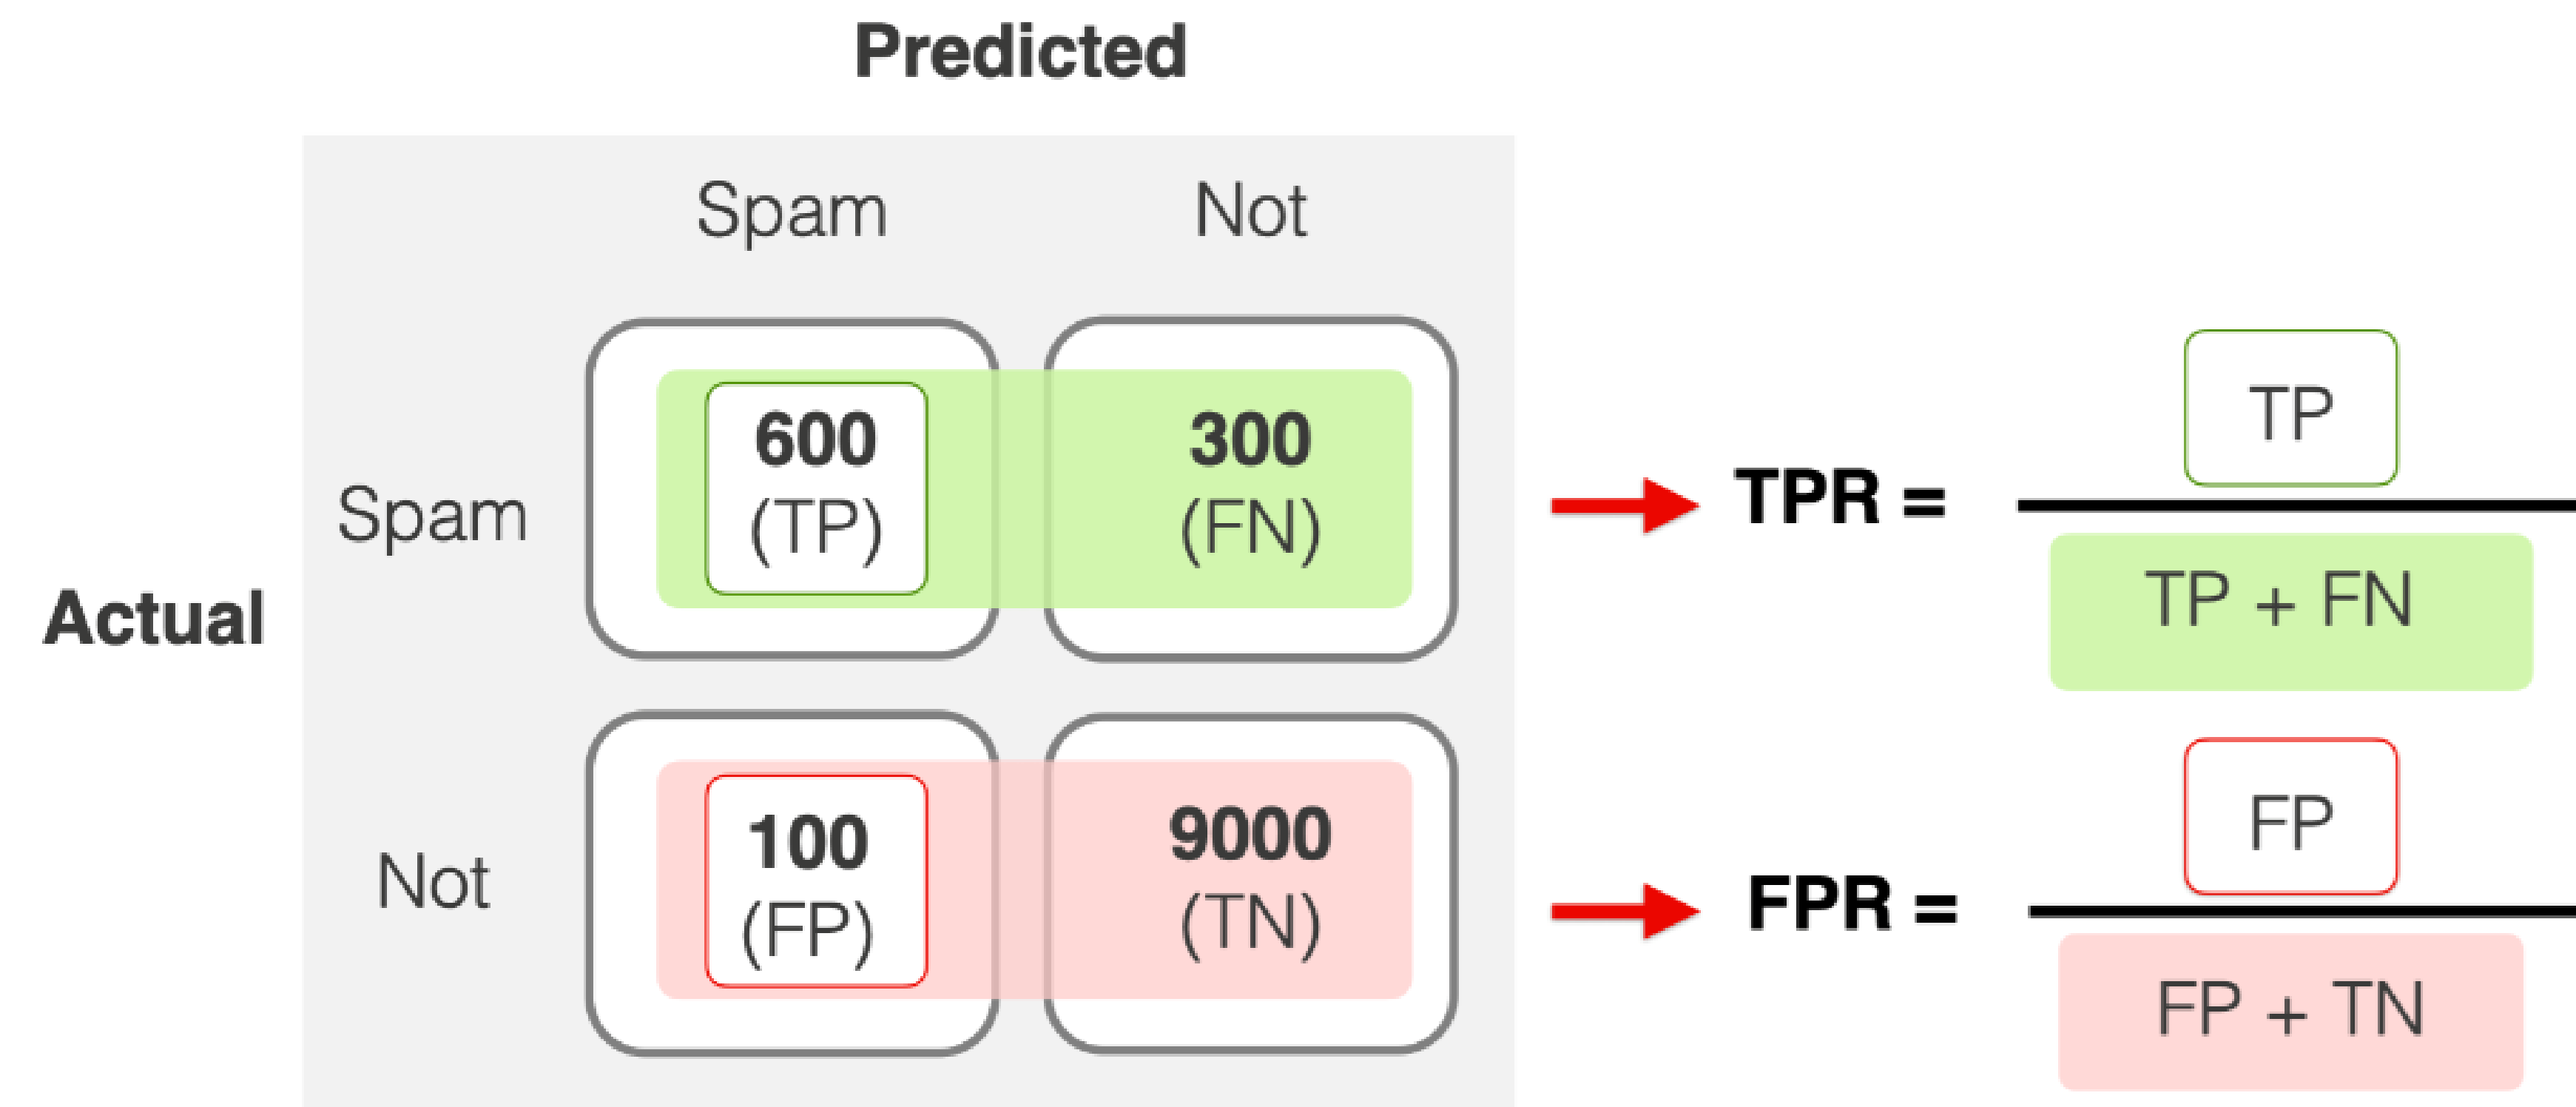 Predicted
Spam Not
600 300
(TP) (FN)
Spam
Actual
100 9000
(FP) (TN)
Not
TPR = TP
TP + FN
FPR = FP
FP + TN